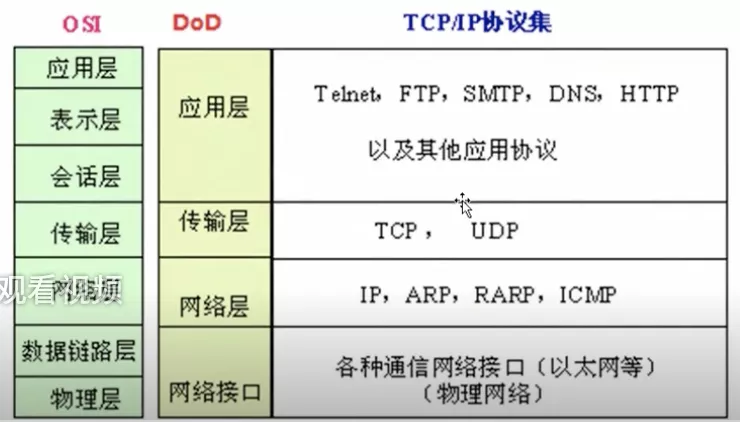 OSI DoD TCP/IP协议集
应用层
表示层
会话层
传输层
数据链路层
物理层
应用层
传输层
网络层
网络接口
Telnet，FTP，SMTP，DNS，HTTP
以及其他应用协议
TCP， UDP
IP，ARP，RARP，ICMP
各种通信网络接口（以太网等）
（物理网络）
观看视频